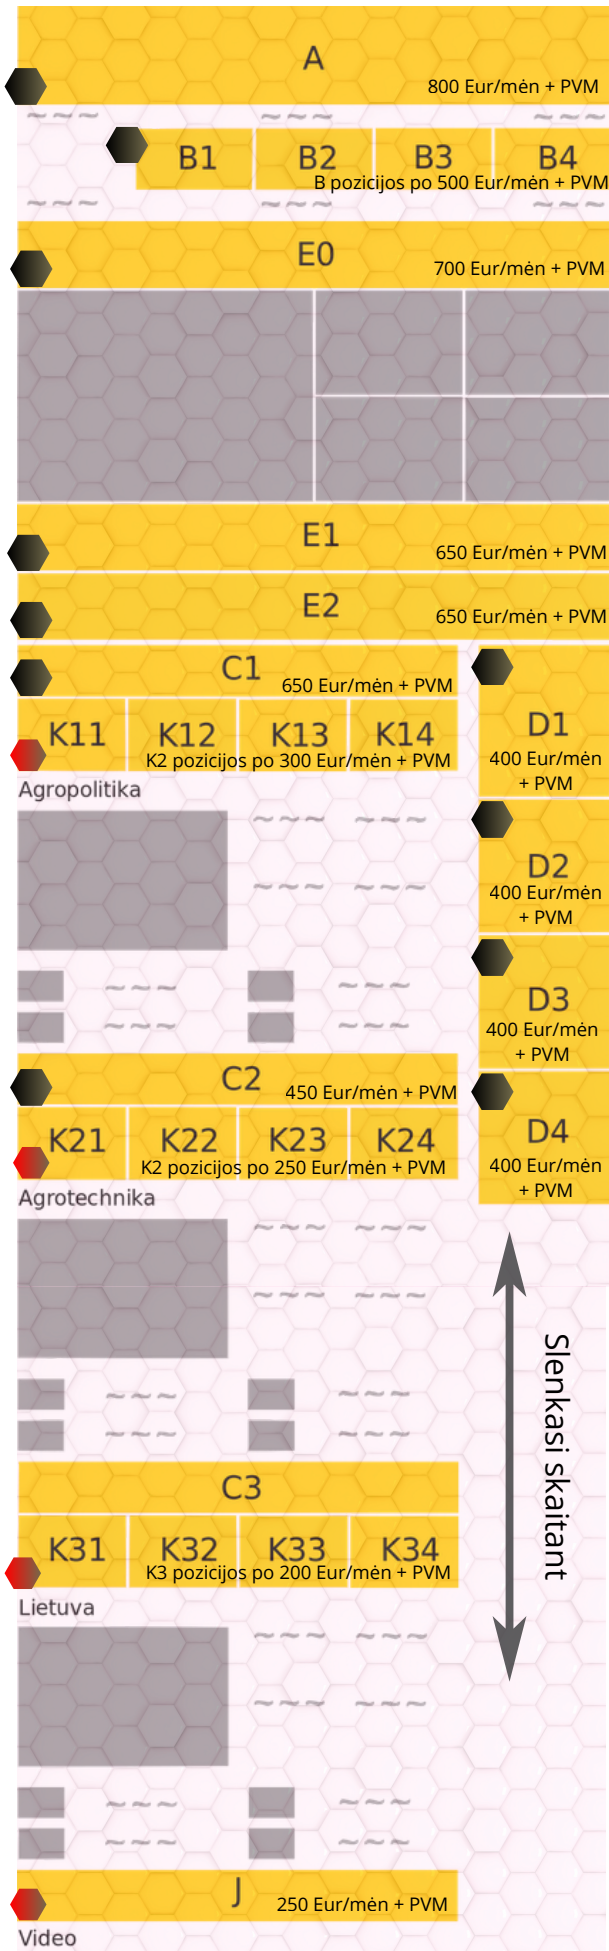 A
800 Eur/mėn + PVM
B1 B2 B3 B4
B pozicijos po 500 Eur/mėn + PVM
E0
700 Eur/mėn + PVM
E1
650 Eur/mėn + PVM
E2
650 Eur/mėn + PVM
C1
650 Eur/mėn + PVM
K11 K12 K13 K14
K2 pozicijos po 300 Eur/mėn + PVM
D1
400 Eur/mėn
+ PVM
Agropolitika
D2
400 Eur/mėn
+ PVM
D3
400 Eur/mėn
+ PVM
C2
450 Eur/mėn + PVM
K21 K22 K23 K24
K2 pozicijos po 250 Eur/mėn + PVM
D4
400 Eur/mėn
+ PVM
Agrotechnika
Slenkasi skaitant
C3
K31 K32 K33 K34
K3 pozicijos po 200 Eur/mėn + PVM
Lietuva
J
250 Eur/mėn + PVM
Video